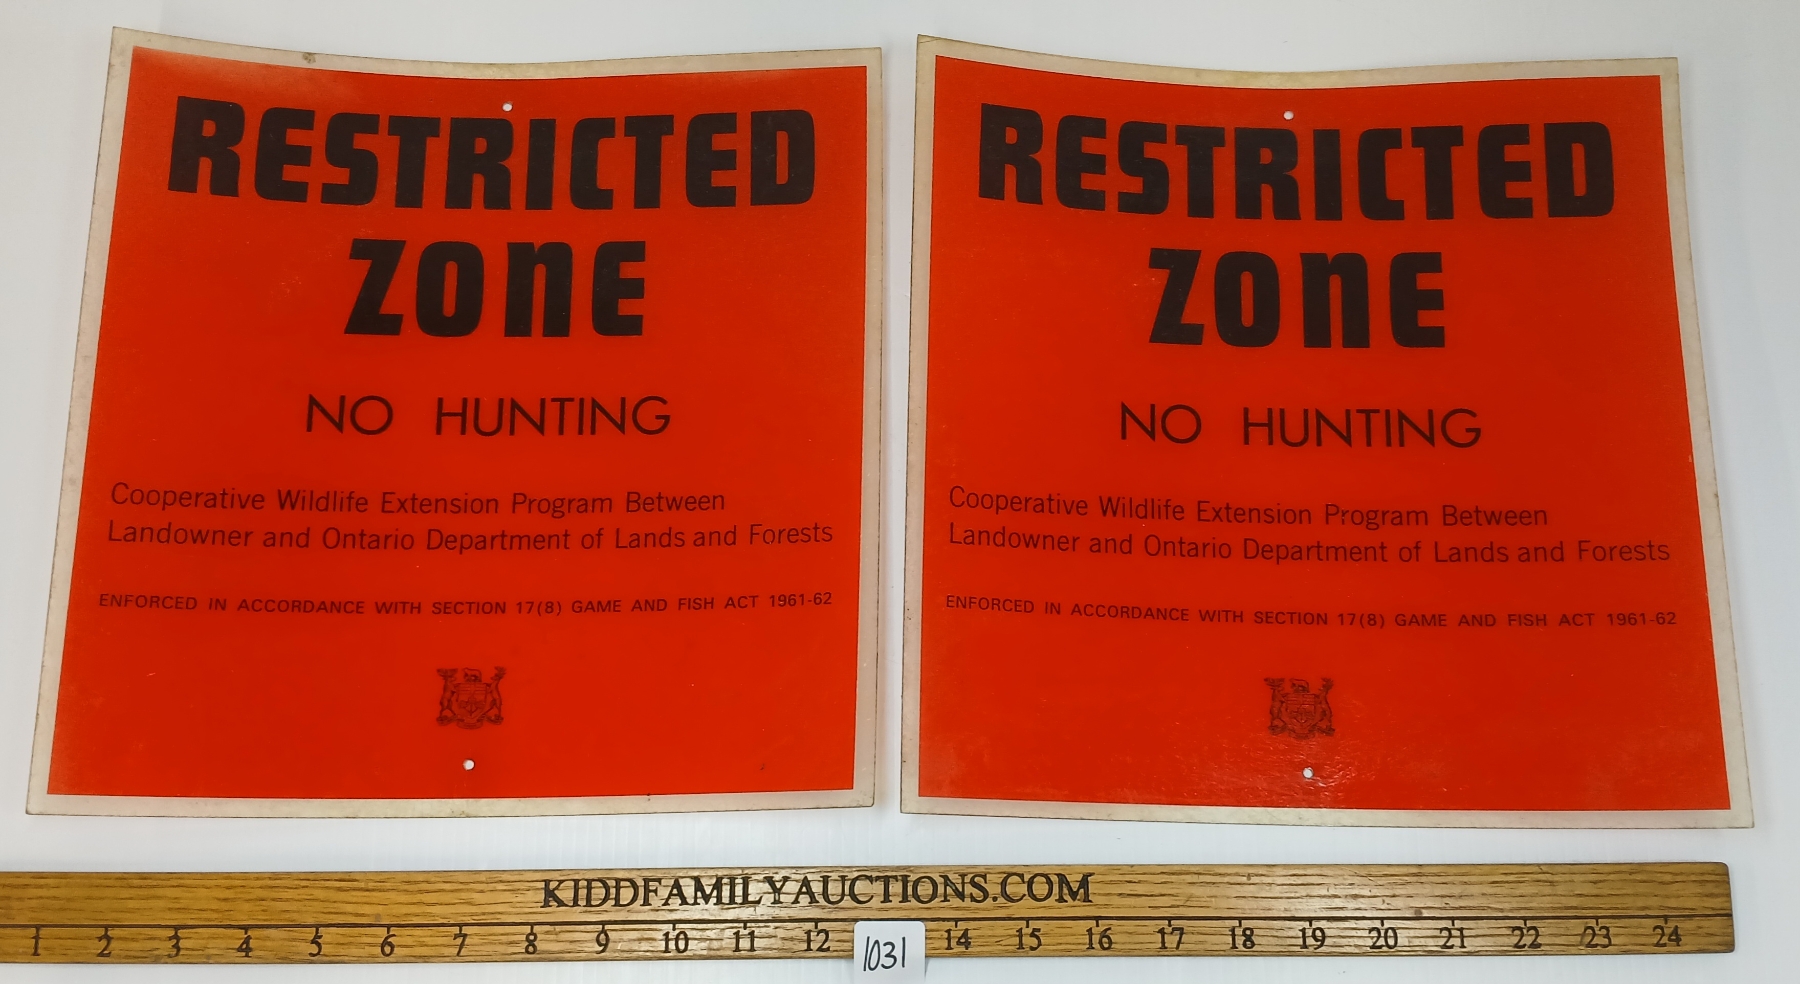 RESTRICTED
ZONE
NO HUNTING
Cooperative Wildlife Extension Program Between
Landowner and Ontario Department of Lands and Forests
ENFORCED IN ACCORDANCE WITH SECTION 17(8) GAME AND FISH ACT 1961-62
RESTRICTED
ZONE
NO HUNTING
Cooperative Wildlife Extension Program Between
Landowner and Ontario Department of Lands and Forests
ENFORCED IN ACCORDANCE WITH SECTION 17(8) GAME AND FISH ACT 1961-62
KIDDFAMILYAUCTIONS.COM
1 2 3 4 5 6 7 8 9 10 11 12 14 15 16 17 18 19 20 21 22 23 24
1031